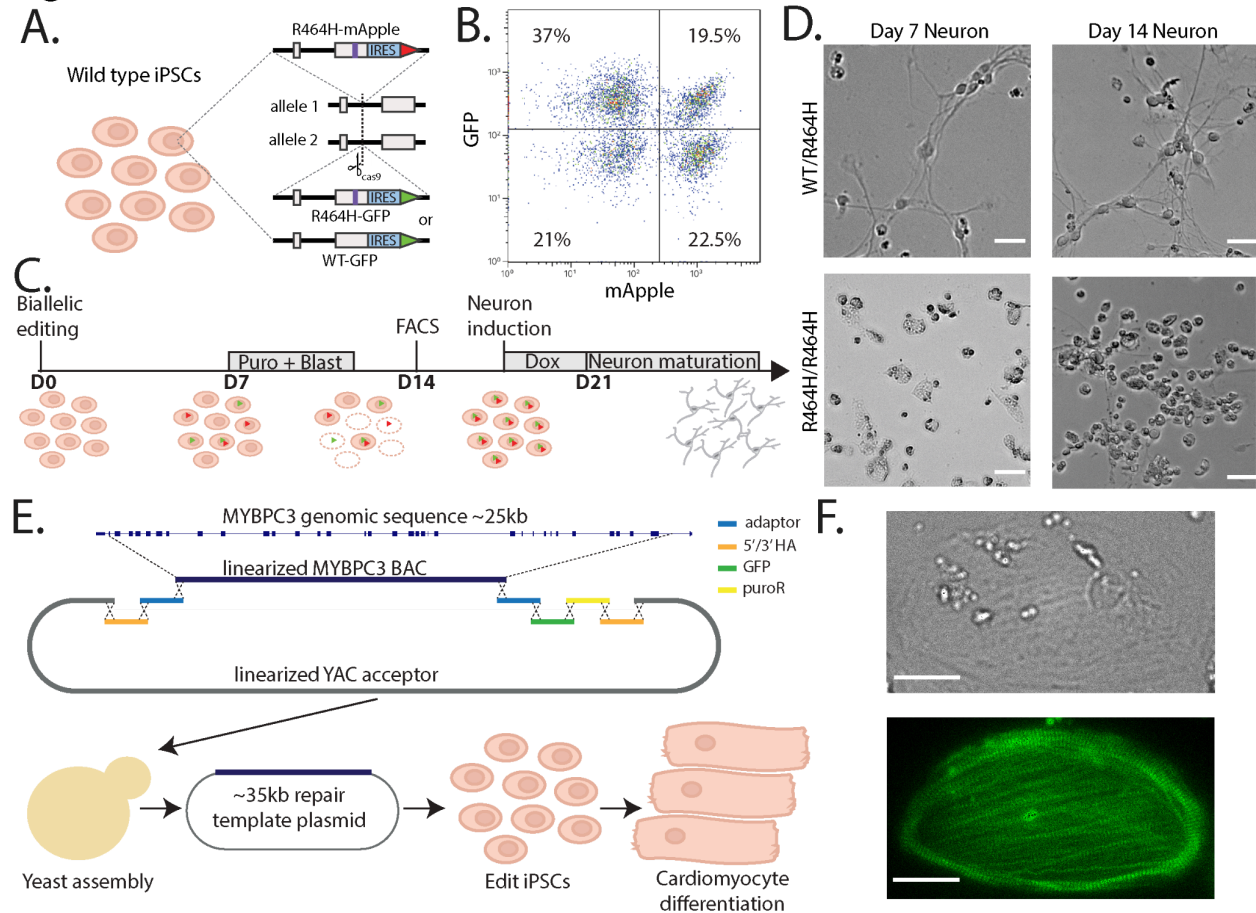 A.
R464H-mApple
IRES
Wild type iPSCs
allele 1
allele 2
cas9
IRES
R464H-GFP
or
IRES
WT-GFP
B.
37%
19.5%
21%
22.5%
GFP
10³
10²
10¹
10⁰
10⁰
10¹
10²
10³
mApple
C.
Biallelic
editing
FACS
Neuron
induction
Puro + Blast
Dox
Neuron maturation
D0
D7
D14
D21
D.
Day 7 Neuron
Day 14 Neuron
WT/R464H
R464H/R464H
E.
MYBPC3 genomic sequence ~25kb
linearized MYBPC3 BAC
adaptor
5'/3' HA
GFP
puroR
linearized YAC acceptor
~35kb repair
template plasmid
Yeast assembly
Edit iPSCs
Cardiomyocyte
differentiation
F.